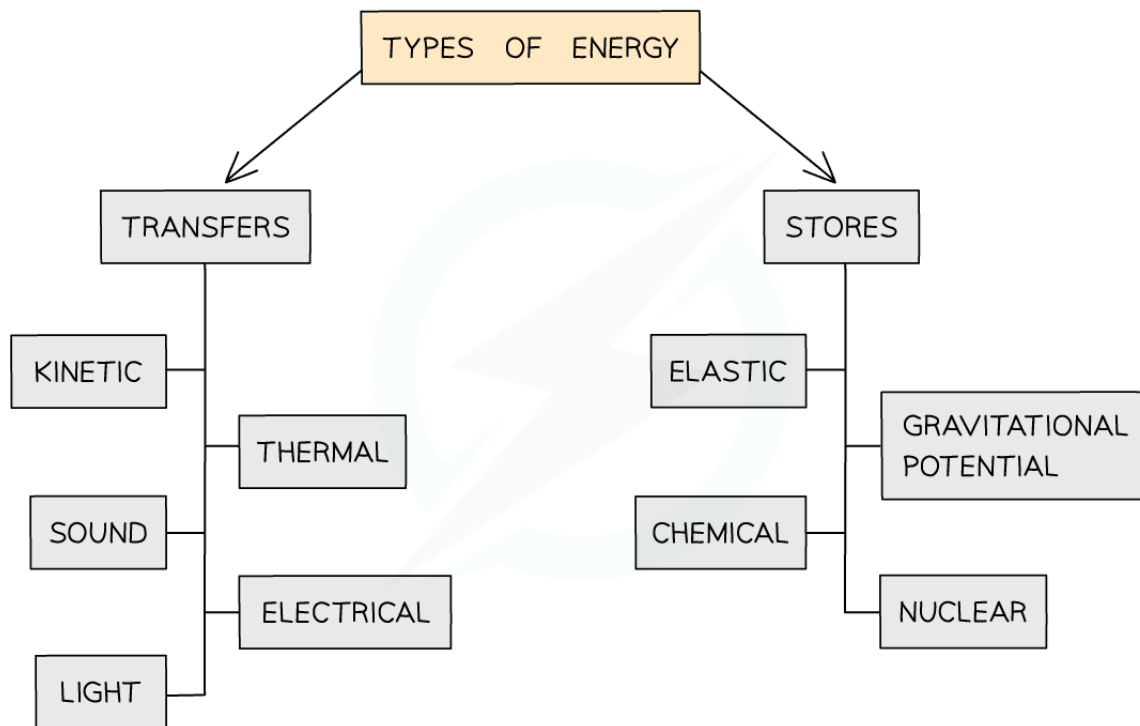 TYPES OF ENERGY
TRANSFERS
KINETIC
THERMAL
SOUND
ELECTRICAL
LIGHT
STORES
ELASTIC
GRAVITATIONAL
POTENTIAL
CHEMICAL
NUCLEAR